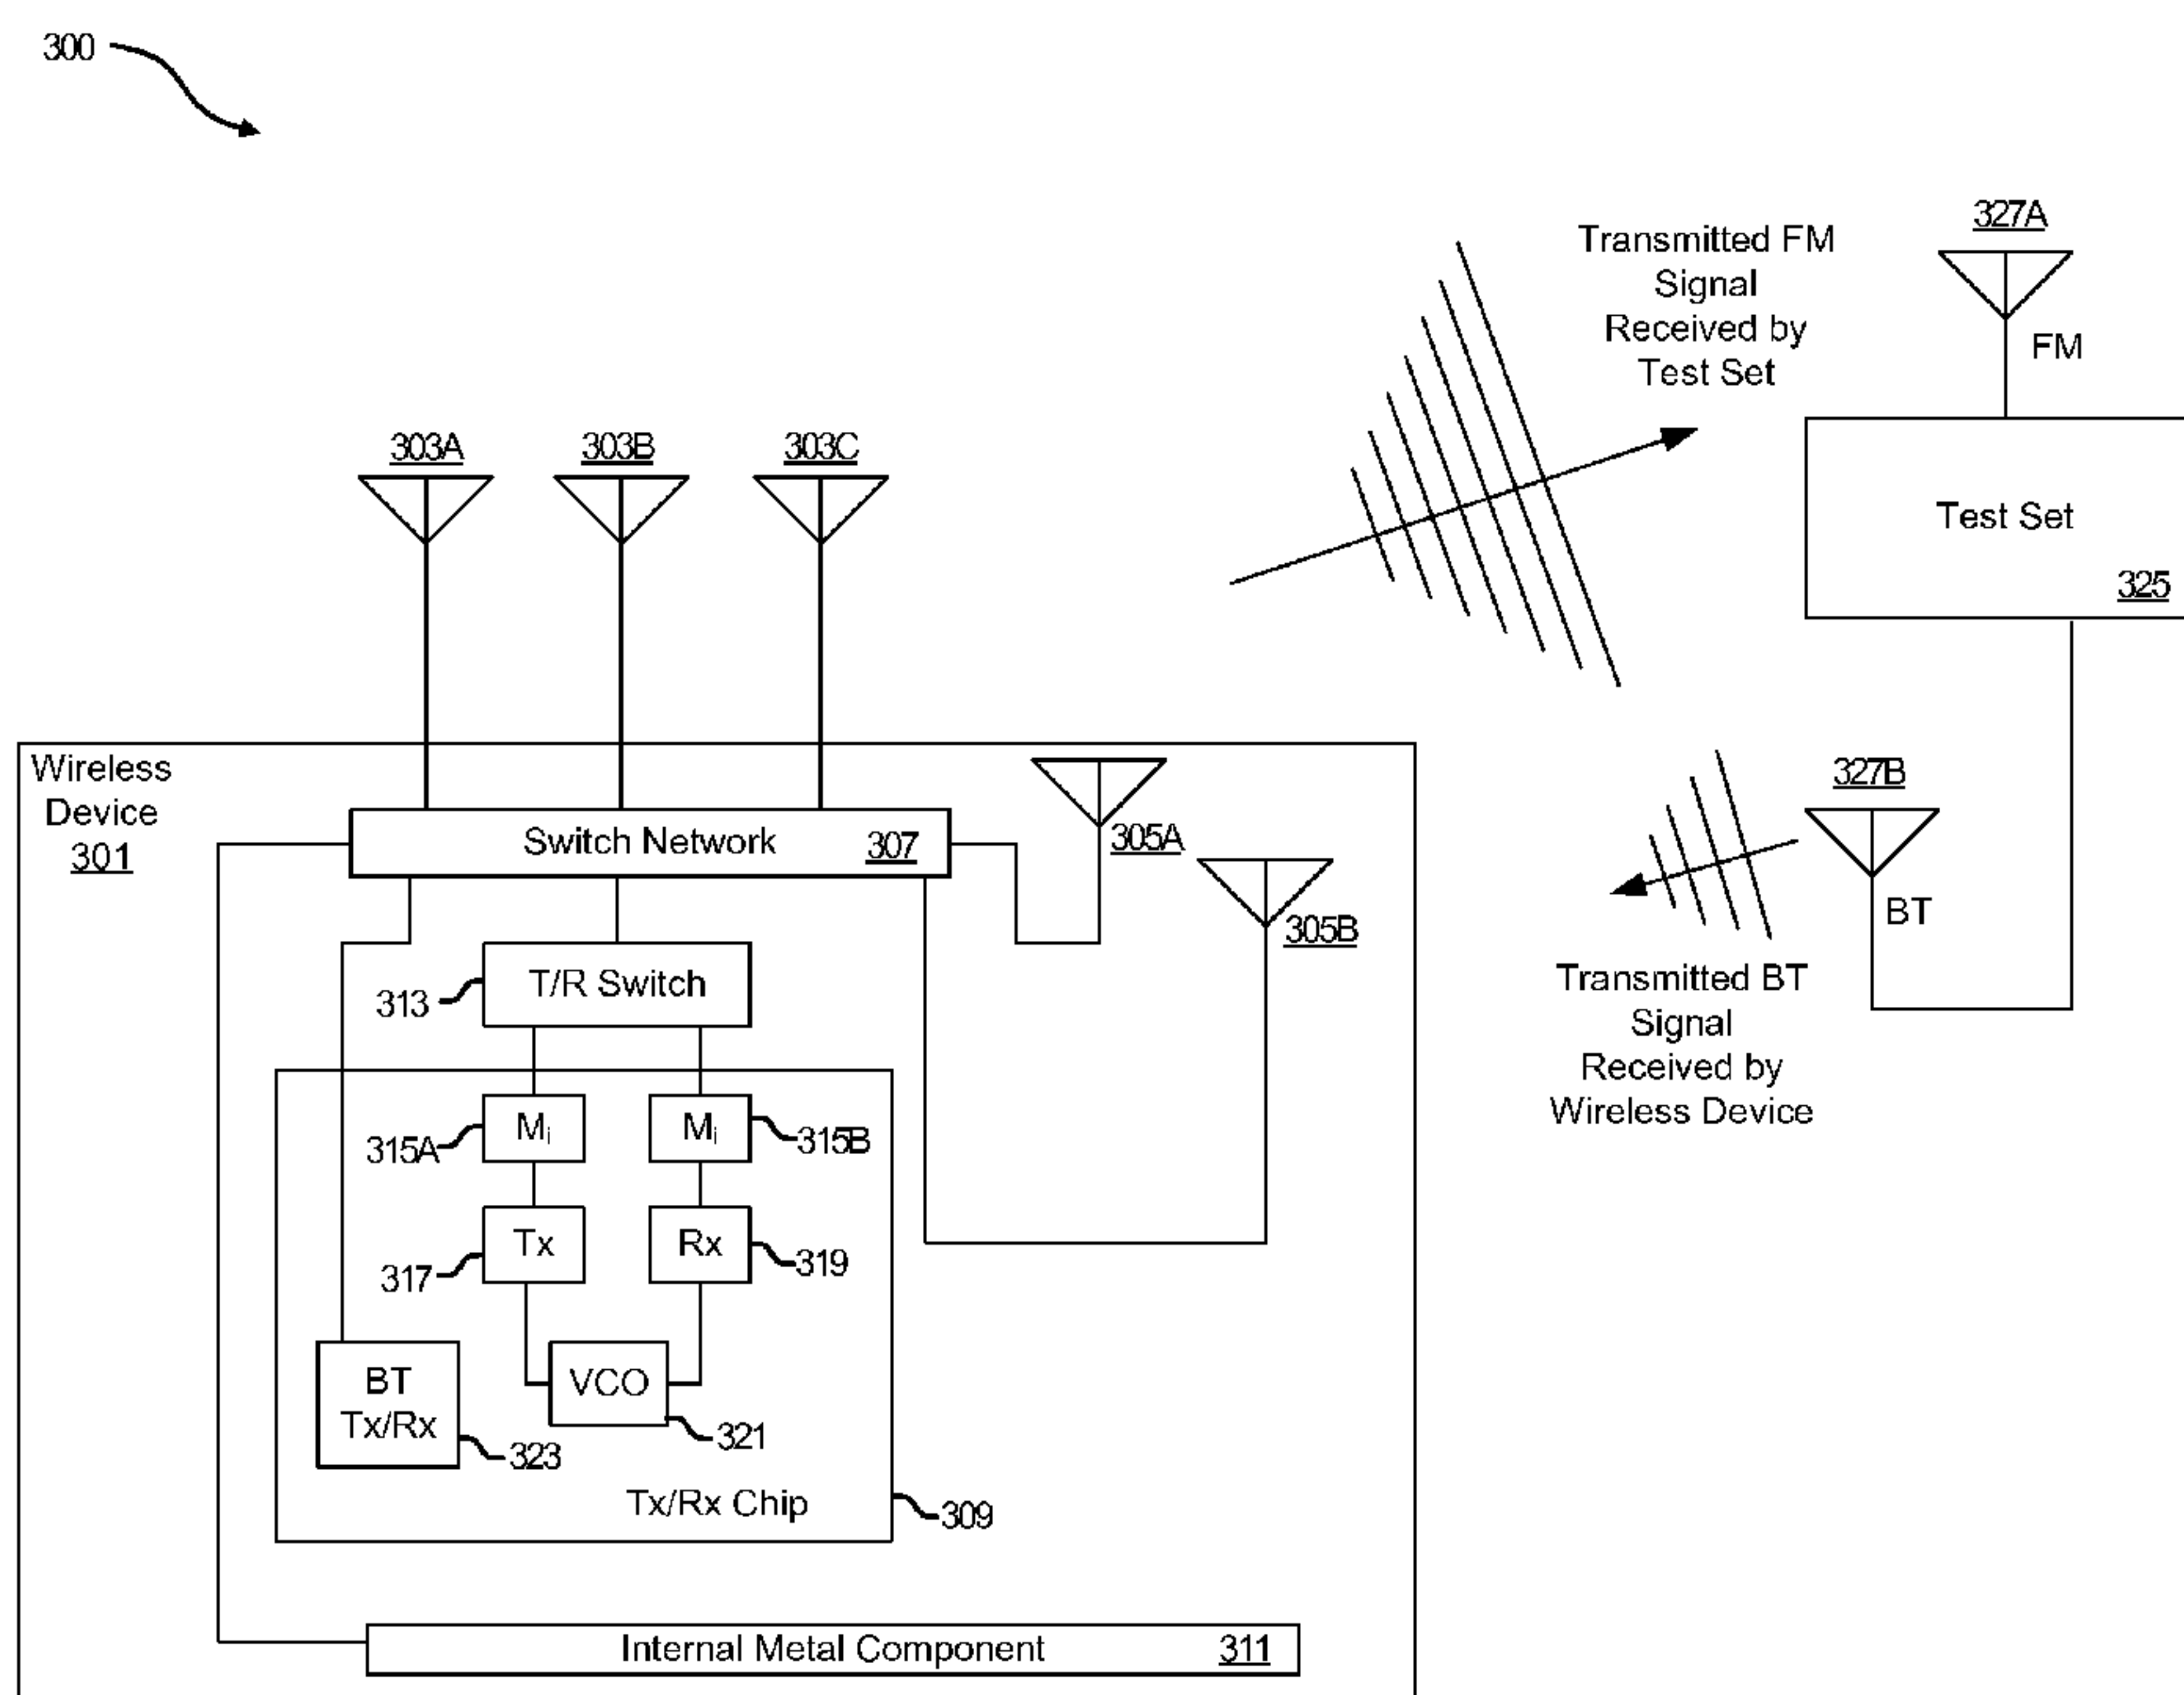 300
327A
Transmitted FM
Signal
Received by
Test Set
FM
303A
303B
303C
Test Set
325
Wireless
Device
301
Switch Network
307
305A
305B
327B
BT
Transmitted BT
Signal
Received by
Wireless Device
T/R Switch
313
Mi
Mi
315A
315B
Tx
Rx
317
319
BT
Tx/Rx
VCO
321
323
Tx/Rx Chip
309
Internal Metal Component
311